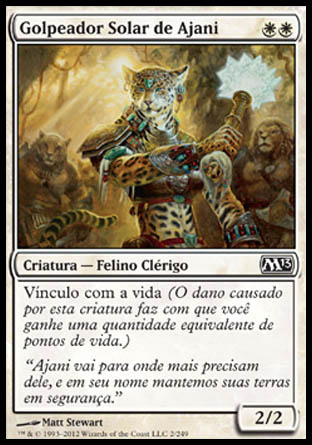 Golpeador Solar de Ajani
Criatura — Felino Clérigo
M13
Vínculo com a vida (O dano causado
por esta criatura faz com que você
ganhe uma quantidade equivalente de
pontos de vida.)
"Ajani vai para onde mais precisam
dele, e em seu nome mantemos suas terras
em segurança."
Matt Stewart
™ & © 1993–2012 Wizards of the Coast LLC 2/249
2/2